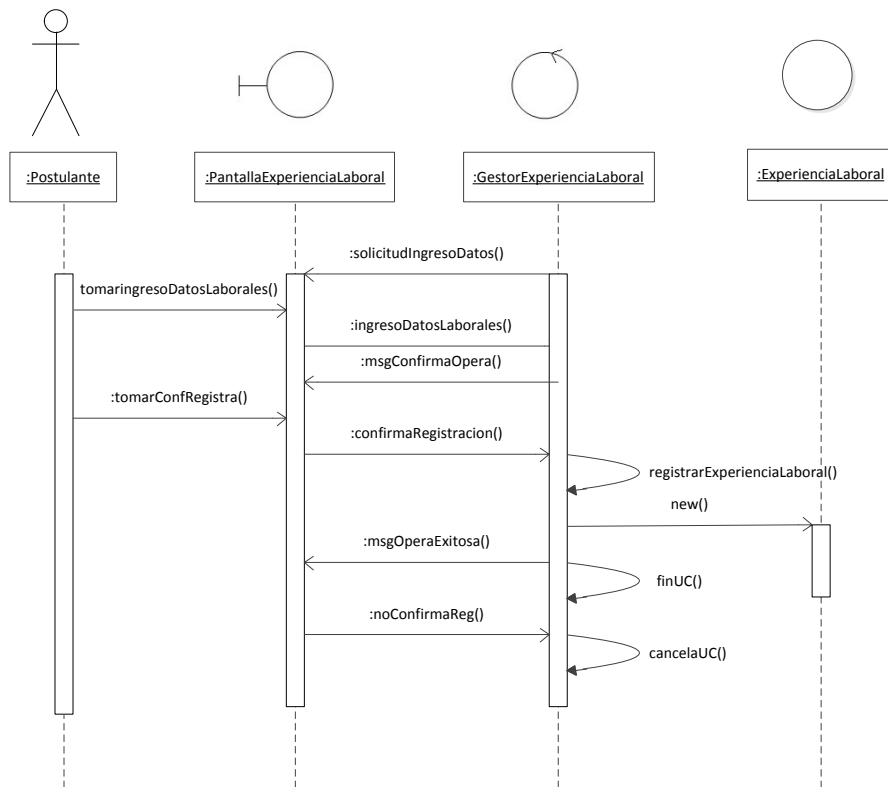 :Postulante
:PantallaExperienciaLaboral
:GestorExperienciaLaboral
:ExperienciaLaboral
:solicitudIngresoDatos()
tomaringresoDatosLaborales()
:ingresoDatosLaborales()
:msgConfirmaOpera()
:tomarConfRegistra()
:confirmaRegistracion()
registrarExperienciaLaboral()
new()
:msgOperaExitosa()
finUC()
:noConfirmaReg()
cancelaUC()